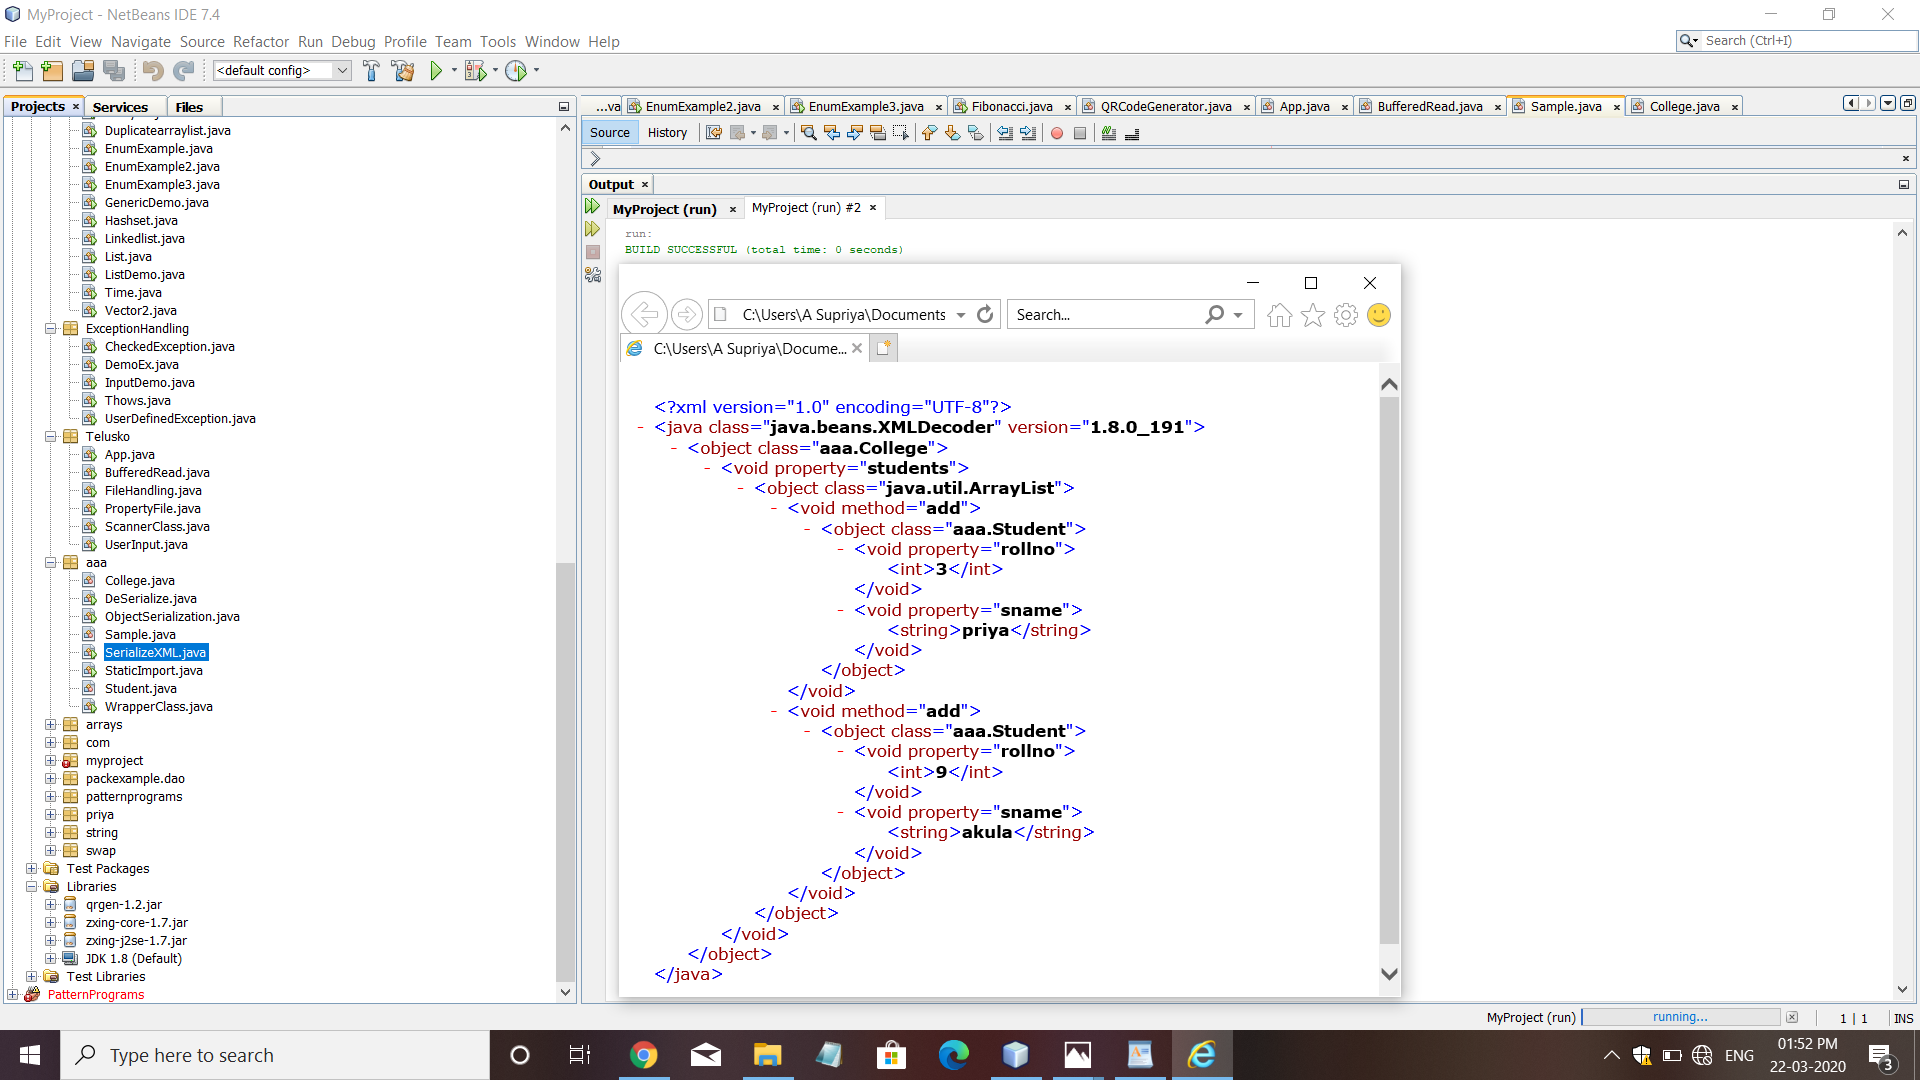 MyProject - NetBeans IDE 7.4
File Edit View Navigate Source Refactor Run Debug Profile Team Tools Window Help
Search (Ctrl+I)
<default config>
Projects Services Files
DuplicatearrayIist.java
EnumExample.java
EnumExample2.java
EnumExample3.java
GenericDemo.java
Hashset.java
Linkedlist.java
List.java
ListDemo.java
Time.java
Vector2.java
ExceptionHandling
CheckedException.java
DemoEx.java
InputDemo.java
Thows.java
UserDefinedException.java
Telusko
App.java
BufferedRead.java
FileHandling.java
PropertyFile.java
ScannerClass.java
UserInput.java
aaa
College.java
DeSerialize.java
ObjectSerialization.java
Sample.java
SerializeXML.java
StaticImport.java
Student.java
WrapperClass.java
arrays
com
myproject
packexample.dao
patternprograms
priya
string
swap
Test Packages
Libraries
qrgen-1.2.jar
zxing-core-1.7.jar
zxing-j2se-1.7.jar
JDK 1.8 (Default)
Test Libraries
PatternPrograms
...va EnumExample2.java EnumExample3.java Fibonacci.java QRCodeGenerator.java App.java BufferedRead.java Sample.java College.java
Source History
Output
MyProject (run) MyProject (run) #2
run:
BUILD SUCCESSFUL (total time: 0 seconds)
C:\Users\A Supriya\Documents Search...
C:\Users\A Supriya\Docume...
<?xml version="1.0" encoding="UTF-8"?>
- <java class="java.beans.XMLDecoder" version="1.8.0_191">
- <object class="aaa.College">
- <void property="students">
- <object class="java.util.ArrayList">
- <void method="add">
- <object class="aaa.Student">
- <void property="rollno">
<int>3</int>
</void>
- <void property="sname">
<string>priya</string>
</void>
</object>
</void>
- <void method="add">
- <object class="aaa.Student">
- <void property="rollno">
<int>9</int>
</void>
- <void property="sname">
<string>akula</string>
</void>
</object>
</void>
</object>
</void>
</object>
</java>
MyProject (run) running... 1 | 1 INS
Type here to search
ENG
01:52 PM
22-03-2020
3